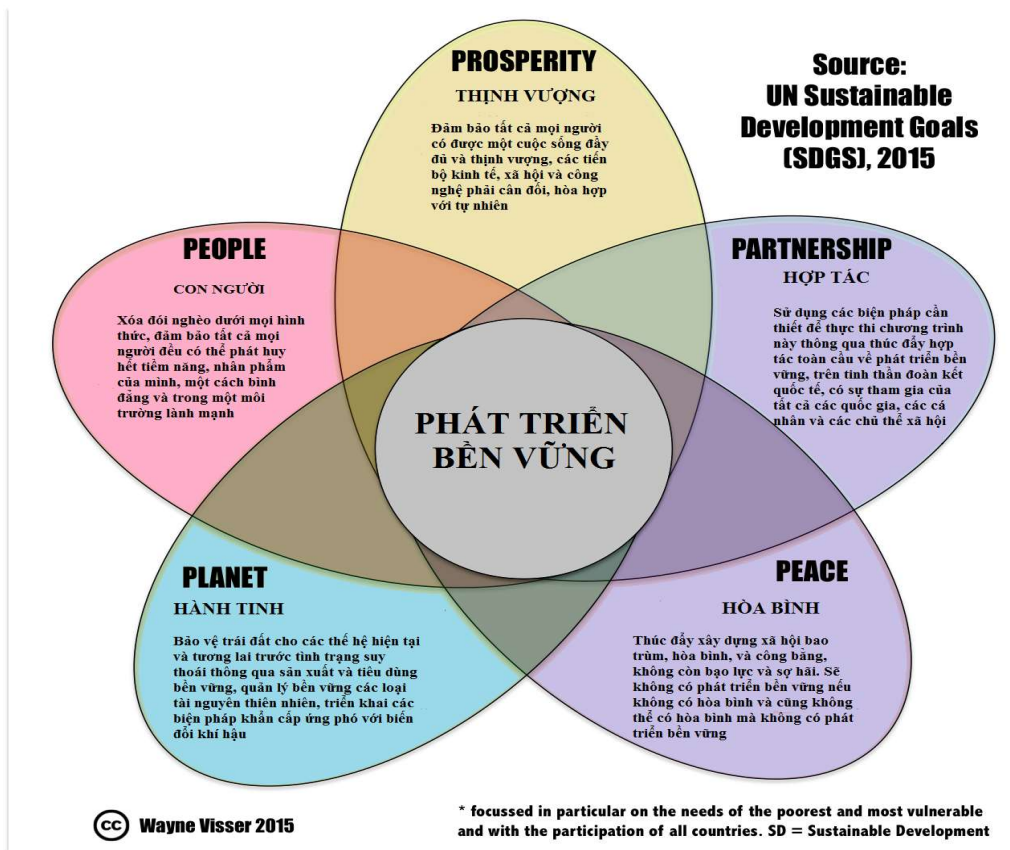 PROSPERITY
THỊNH VƯỢNG
Đảm bảo tất cả mọi người
có được một cuộc sống đầy
đủ và thịnh vượng, các tiến
bộ kinh tế, xã hội và công
nghệ phải cân đối, hòa hợp
với tự nhiên
Source:
UN Sustainable
Development Goals
(SDGS), 2015
PEOPLE
CON NGƯỜI
Xóa đói nghèo dưới mọi hình
thức, đảm bảo tất cả mọi
người đều có thể phát huy
hết tiềm năng, nhân phẩm
của mình, một cách bình
đẳng và trong một môi
trường lành mạnh
PARTNERSHIP
HỢP TÁC
Sử dụng các biện pháp cần
thiết để thực thi chương trình
này thông qua thúc đẩy hợp
tác toàn cầu về phát triển bền
vững, trên tinh thần đoàn kết
quốc tế, có sự tham gia của
tất cả các quốc gia, các cá
nhân và các chủ thể xã hội
PHÁT TRIỂN
BỀN VỮNG
PLANET
HÀNH TINH
Bảo vệ trái đất cho các thế hệ hiện tại
và tương lai trước tình trạng suy
thoái thông qua sản xuất và tiêu dùng
bền vững, quản lý bền vững các loại
tài nguyên thiên nhiên, triển khai các
biện pháp khẩn cấp ứng phó với biến
đổi khí hậu
PEACE
HÒA BÌNH
Thúc đẩy xây dựng xã hội bao
trùm, hòa bình, và công bằng,
không còn bạo lực và sợ hãi. Sẽ
không có phát triển bền vững nếu
không có hòa bình và cũng không
thể có hòa bình mà không có phát
triển bền vững
cc Wayne Visser 2015
* focussed in particular on the needs of the poorest and most vulnerable
and with the participation of all countries. SD = Sustainable Development